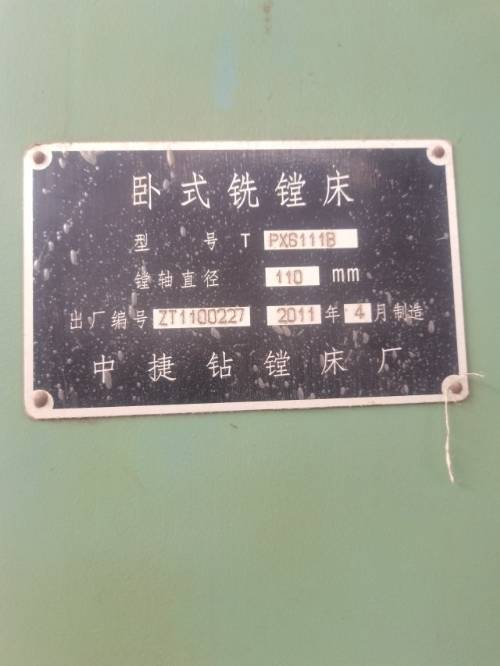 卧式铣镗床
型号 T PX6111B
镗轴直径 110 mm
出厂编号 ZT1100227 2011 年 4 月制造
中捷钻镗床厂